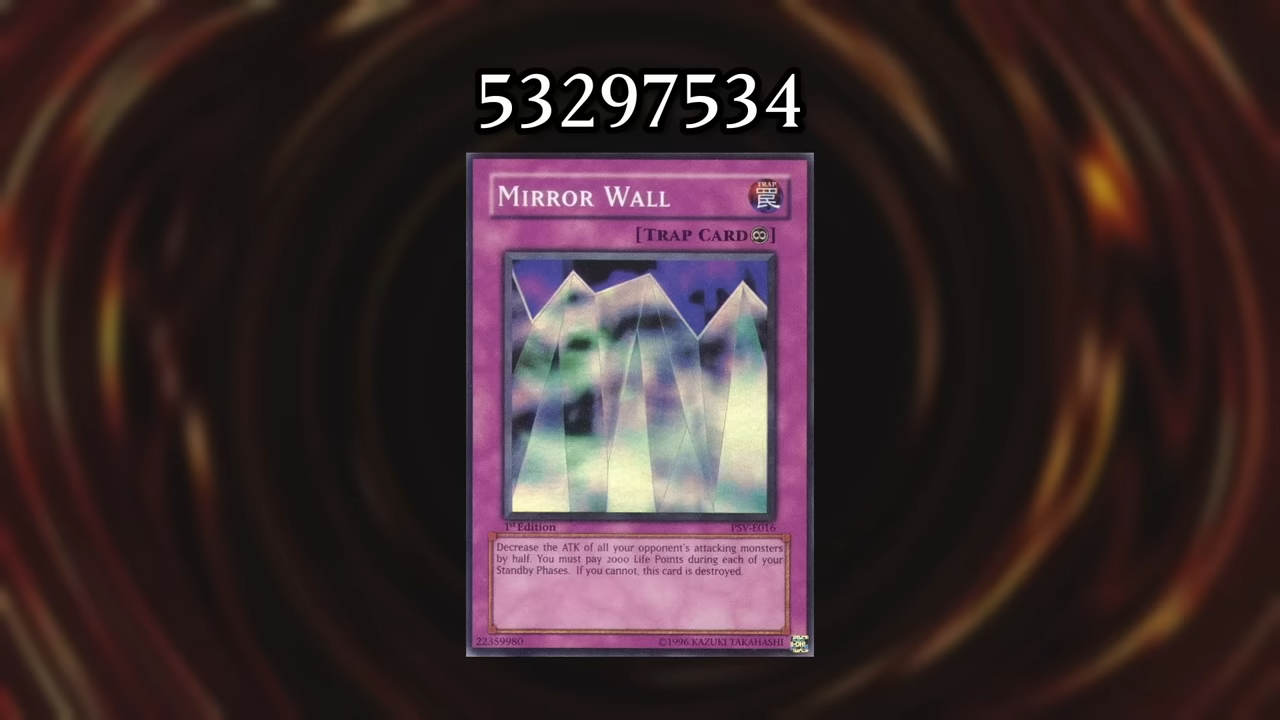 53297534
MIRROR WALL
TRAP
罠
[TRAP CARD∞]
1st Edition
PSV-E016
Decrease the ATK of all your opponent's attacking monsters
by half. You must pay 2000 Life Points during each of your
Standby Phases. If you cannot, this card is destroyed.
22359980
©1996 KAZUKI TAKAHASHI